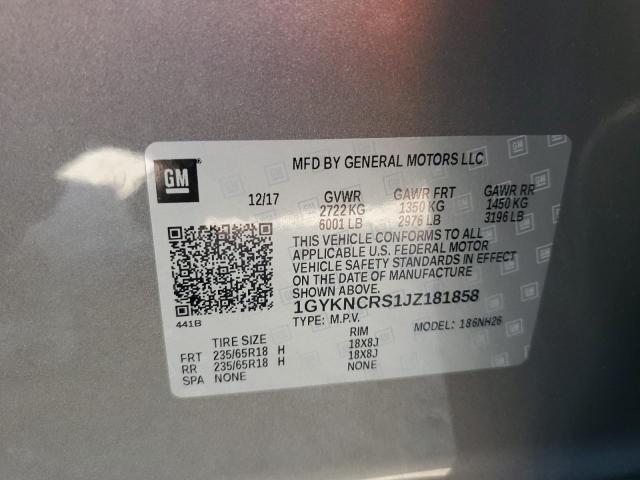 GM
MFD BY GENERAL MOTORS LLC
12/17 GVWR GAWR FRT GAWR RR
2722 KG 1350 KG 1450 KG
6001 LB 2976 LB 3196 LB
THIS VEHICLE CONFORMS TO ALL
APPLICABLE U.S. FEDERAL MOTOR
VEHICLE SAFETY STANDARDS IN EFFECT
ON THE DATE OF MANUFACTURE
SHOWN ABOVE.
1GYKNCRS1JZ181858
441B
TYPE: M.P.V. MODEL: 186NH26
TIRE SIZE RIM
FRT 235/65R18 H 18X8J
RR 235/65R18 H 18X8J
SPA NONE NONE